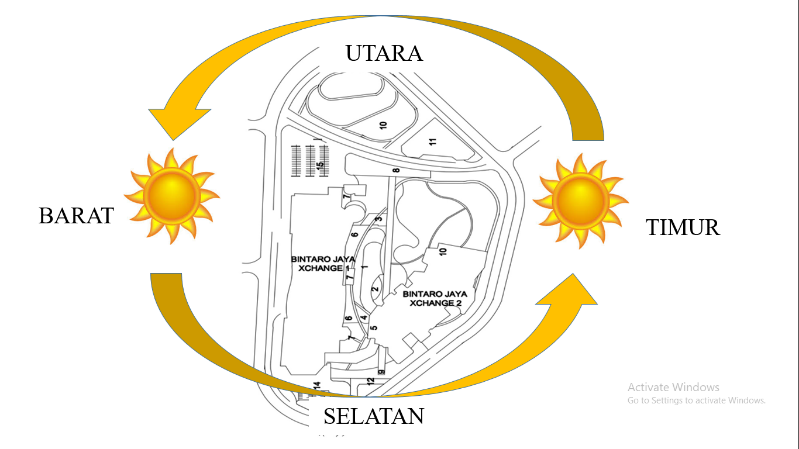 UTARA
10
11
15
8
BARAT
7
3
TIMUR
6
10
BINTARO JAYA
XCHANGE 1
1
7
2
BINTARO JAYA
XCHANGE 2
6
4
5
9
14
12
SELATAN
Activate Windows
Go to Settings to activate Windows.